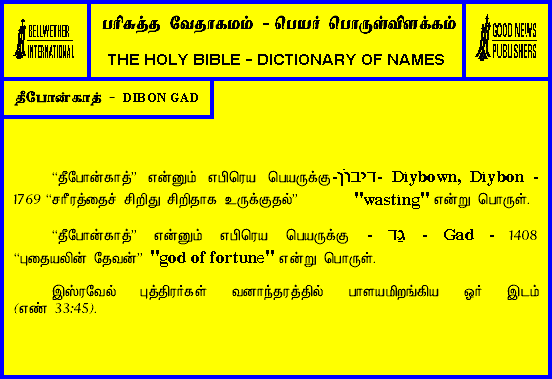 BELLWETHER
INTERNATIONAL
பரிசுத்த வேதாகமம் - பெயர் பொருள்விளக்கம்
THE HOLY BIBLE - DICTIONARY OF NAMES
GOOD NEWS
PUBLISHERS
தீபோன்காத் - DIBON GAD
“தீபோன்காத்” என்னும் எபிரெய பெயருக்கு-דיבון- Diybown, Diybon -
1769 “சரீரத்தைச் சிறிது சிறிதாக உருக்குதல்” "wasting" என்று பொருள்.
“தீபோன்காத்” என்னும் எபிரெய பெயருக்கு - גד - Gad - 1408
“புதையலின் தேவன்” "god of fortune" என்று பொருள்.
இஸ்ரவேல் புத்திரர்கள் வனாந்தரத்தில் பாளயமிறங்கிய ஓர் இடம்
(எண் 33:45).